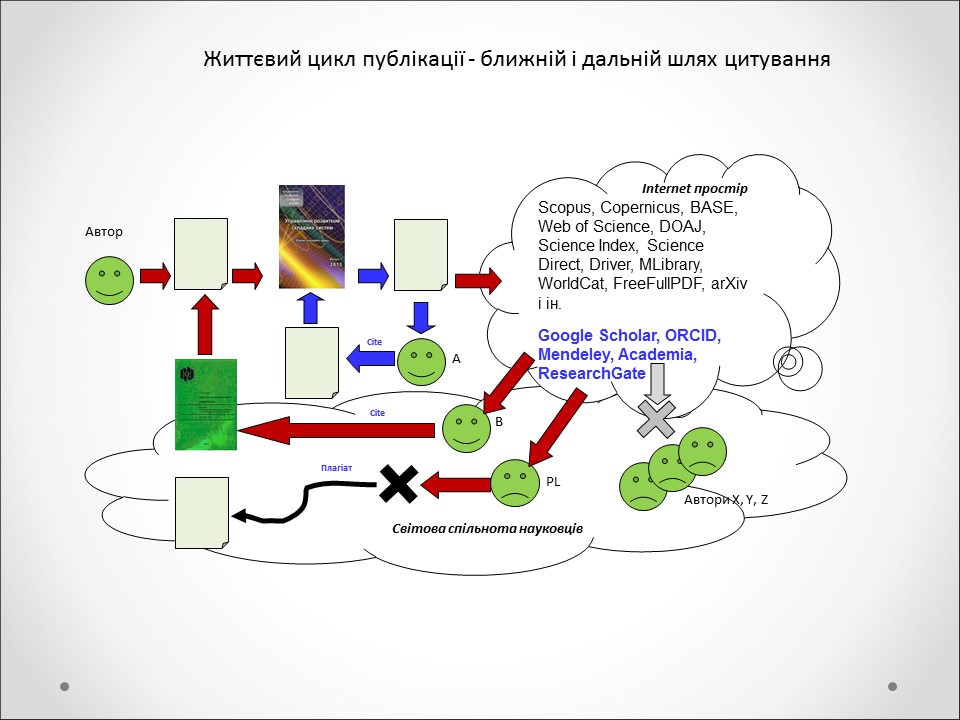 Життєвий цикл публікації - ближній і дальній шлях цитування
Internet простір
Scopus, Copernicus, BASE,
Web of Science, DOAJ,
Science Index, Science
Direct, Driver, MLibrary,
WorldCat, FreeFullPDF, arXiv
і ін.
Google Scholar, ORCID,
Mendeley, Academia,
ResearchGate
Автор
Управління розвитком
складних систем
2010
Cite
A
Cite
B
Плагіат
PL
Автори X, Y, Z
Світова спільнота науковців